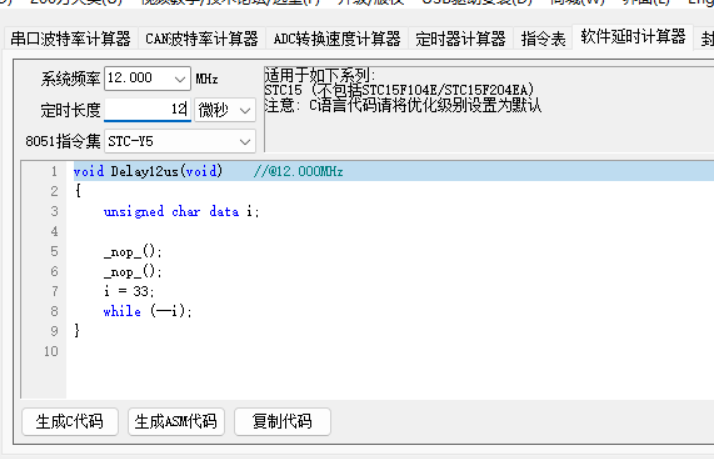 串口波特率计算器 CAN波特率计算器 ADC转换速度计算器 定时器计算器 指令表 软件延时计算器
系统频率 12.000 MHz
定时长度 12 微秒
8051指令集 STC-Y5
适用于如下系列:
STC15 (不包括STC15F104E/STC15F204EA)
注意: C语言代码请将优化级别设置为默认
1 void Delay12us(void) //@12.000MHz
2 {
3 unsigned char data i;
4
5 _nop_();
6 _nop_();
7 i = 33;
8 while (--i);
9 }
10
生成C代码 生成ASM代码 复制代码